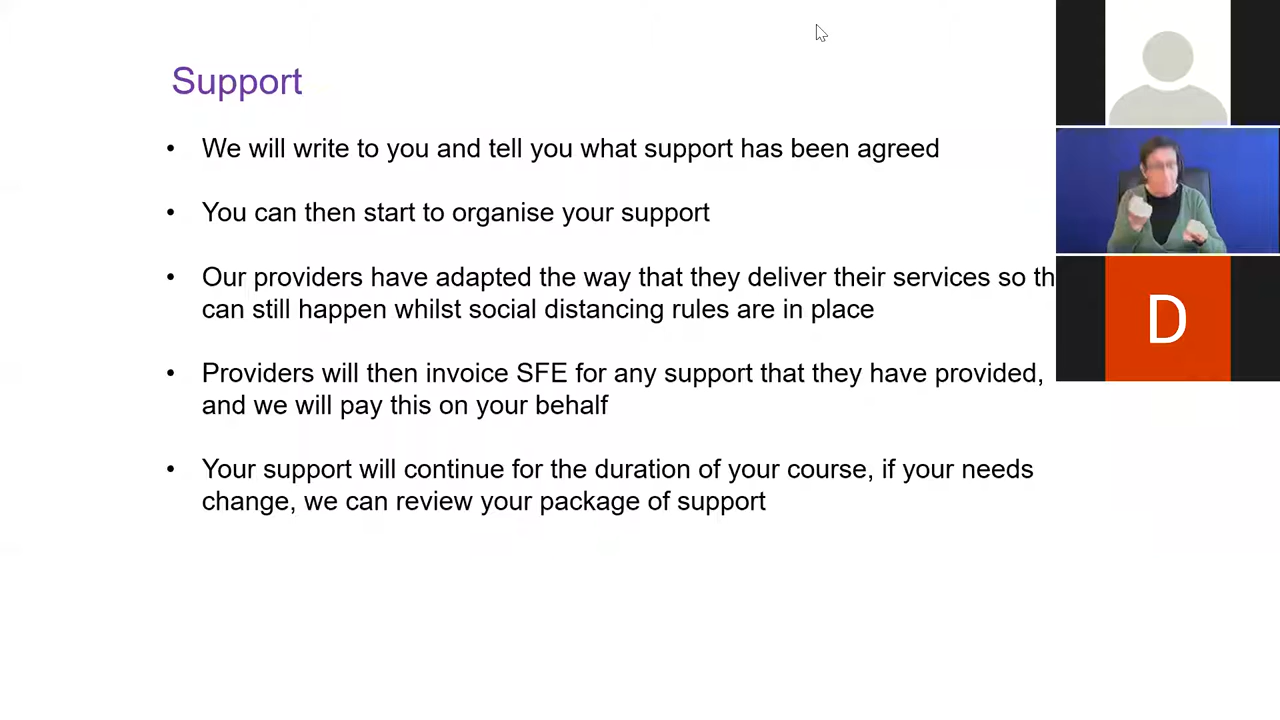 Support
• We will write to you and tell you what support has been agreed
• You can then start to organise your support
• Our providers have adapted the way that they deliver their services so
can still happen whilst social distancing rules are in place
• Providers will then invoice SFE for any support that they have provided,
and we will pay this on your behalf
• Your support will continue for the duration of your course, if your needs
change, we can review your package of support
D